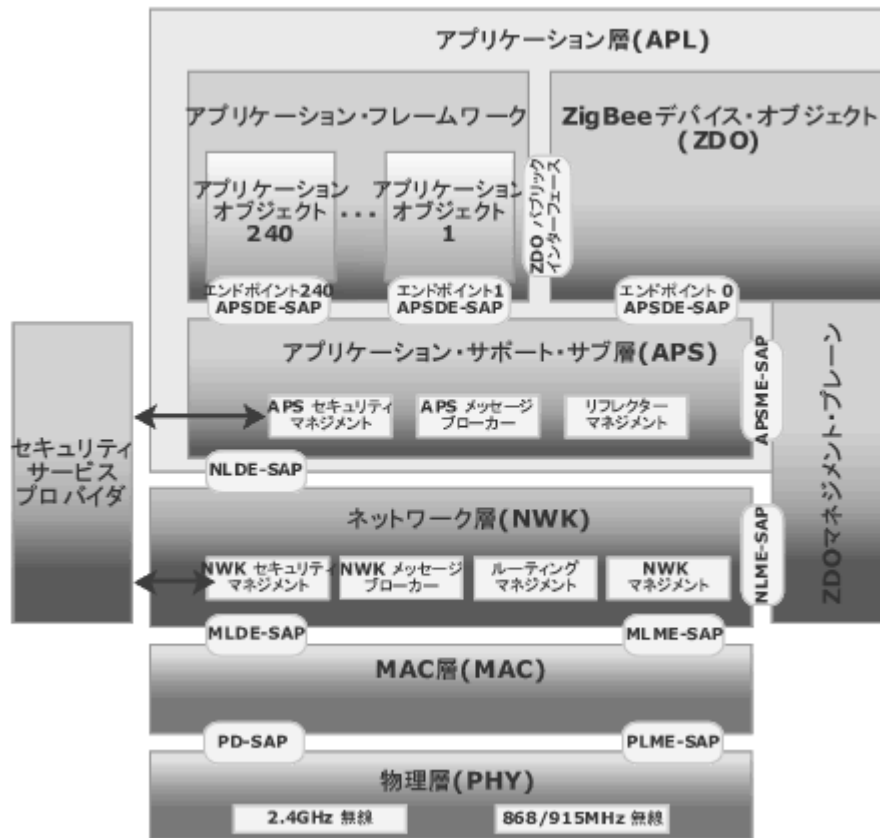 アプリケーション層(APL)
アプリケーション・フレームワーク
ZigBeeデバイス・オブジェクト
(ZDO)
アプリケーション
オブジェクト
240
...
アプリケーション
オブジェクト
1
ZDO パブリック
インターフェース
エンドポイント240
APSDE-SAP
エンドポイント1
APSDE-SAP
エンドポイント 0
APSDE-SAP
アプリケーション・サポート・サブ層(APS)
APS セキュリティ
マネジメント
APS メッセージ
ブローカー
リフレクター
マネジメント
APSME-SAP
セキュリティ
サービス
プロバイダ
NLDE-SAP
ネットワーク層(NWK)
NWK セキュリティ
マネジメント
NWK メッセージ
ブローカー
ルーティング
マネジメント
NWK
マネジメント
NLME-SAP
ZDOマネジメント・プレーン
MLDE-SAP
MLME-SAP
MAC層(MAC)
PD-SAP
PLME-SAP
物理層(PHY)
2.4GHz 無線
868/915MHz 無線